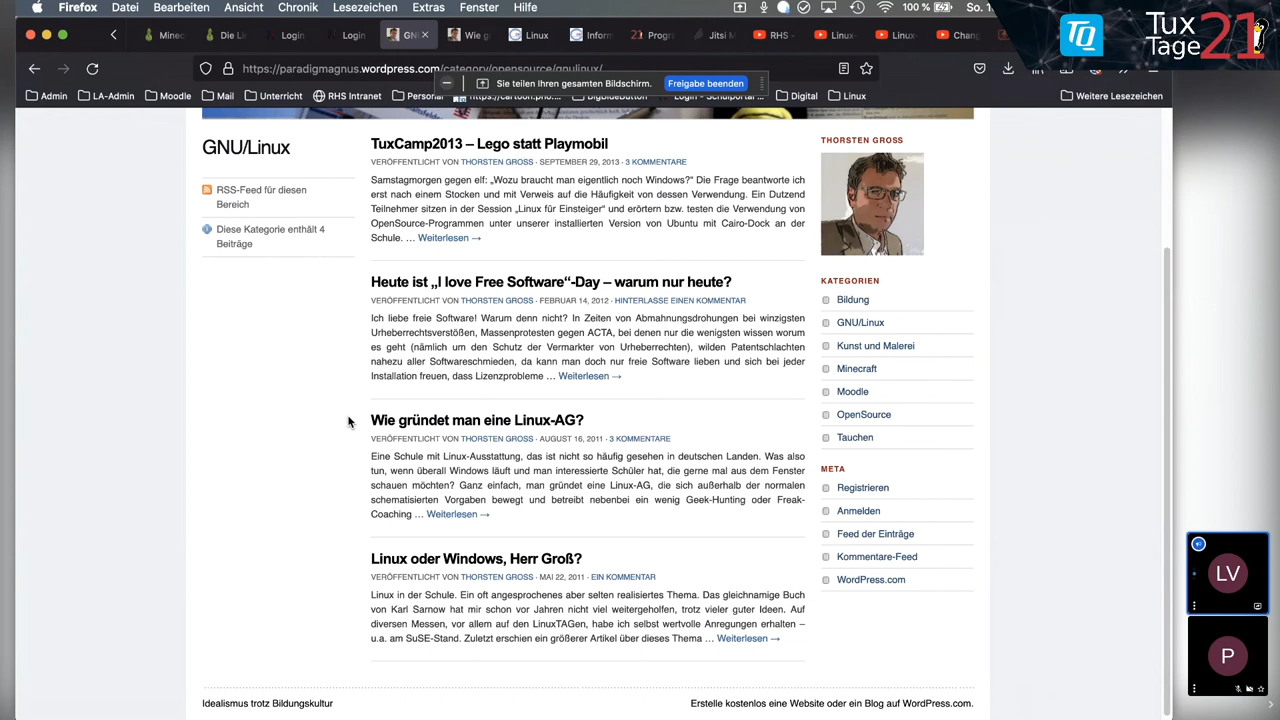 Firefox Datei Bearbeiten Ansicht Chronik Lesezeichen Extras Fenster Hilfe
100 %
So.
TQ
Tux
Tage
21
Minec
Die Li
Login
Login
GNU
Wie gr
Linux
Inform
Progr
Jitsi M
RHS -
Linux-
Linux-
Chang
https://paradigmagnus.wordpress.com/category/opensource/gnulinux/
Sie teilen Ihren gesamten Bildschirm. Freigabe beenden
Admin LA-Admin Moodle Mail Unterricht RHS Intranet Personal Digital Linux Weitere Lesezeichen
GNU/Linux
RSS-Feed für diesen
Bereich
Diese Kategorie enthält 4
Beiträge
TuxCamp2013 – Lego statt Playmobil
VERÖFFENTLICHT VON THORSTEN GROSS · SEPTEMBER 29, 2013 · 3 KOMMENTARE
Samstagmorgen gegen elf: „Wozu braucht man eigentlich noch Windows?“ Die Frage beantworte ich
erst nach einem Stocken und mit Verweis auf die Häufigkeit von dessen Verwendung. Ein Dutzend
Teilnehmer sitzen in der Session „Linux für Einsteiger“ und erörtern bzw. testen die Verwendung von
OpenSource-Programmen unter unserer installierten Version von Ubuntu mit Cairo-Dock an der
Schule. … Weiterlesen →
Heute ist „I love Free Software“-Day – warum nur heute?
VERÖFFENTLICHT VON THORSTEN GROSS · FEBRUAR 14, 2012 · HINTERLASSE EINEN KOMMENTAR
Ich liebe freie Software! Warum denn nicht? In Zeiten von Abmahnungsdrohungen bei winzigsten
Urheberrechtsverstößen, Massenprotesten gegen ACTA, bei denen nur die wenigsten wissen worum
es geht (nämlich um den Schutz der Vermarkter von Urheberrechten), wilden Patentschlachten
nahezu aller Softwareschmieden, da kann man doch nur freie Software lieben und sich bei jeder
Installation freuen, dass Lizenzprobleme … Weiterlesen →
Wie gründet man eine Linux-AG?
VERÖFFENTLICHT VON THORSTEN GROSS · AUGUST 16, 2011 · 3 KOMMENTARE
Eine Schule mit Linux-Ausstattung, das ist nicht so häufig gesehen in deutschen Landen. Was also
tun, wenn überall Windows läuft und man interessierte Schüler hat, die gerne mal aus dem Fenster
schauen möchten? Ganz einfach, man gründet eine Linux-AG, die sich außerhalb der normalen
schematisierten Vorgaben bewegt und betreibt nebenbei ein wenig Geek-Hunting oder Freak-
Coaching … Weiterlesen →
Linux oder Windows, Herr Groß?
VERÖFFENTLICHT VON THORSTEN GROSS · MAI 22, 2011 · EIN KOMMENTAR
Linux in der Schule. Ein oft angesprochenes aber selten realisiertes Thema. Das gleichnamige Buch
von Karl Sarnow hat mir schon vor Jahren nicht viel weitergeholfen, trotz vieler guter Ideen. Auf
diversen Messen, vor allem auf den LinuxTAGen, habe ich selbst wertvolle Anregungen erhalten –
u.a. am SuSE-Stand. Zuletzt erschien ein größerer Artikel über dieses Thema … Weiterlesen →
THORSTEN GROSS
KATEGORIEN
Bildung
GNU/Linux
Kunst und Malerei
Minecraft
Moodle
OpenSource
Tauchen
META
Registrieren
Anmelden
Feed der Einträge
Kommentare-Feed
WordPress.com
LV
P
Idealismus trotz Bildungskultur
Erstelle kostenlos eine Website oder ein Blog auf WordPress.com.